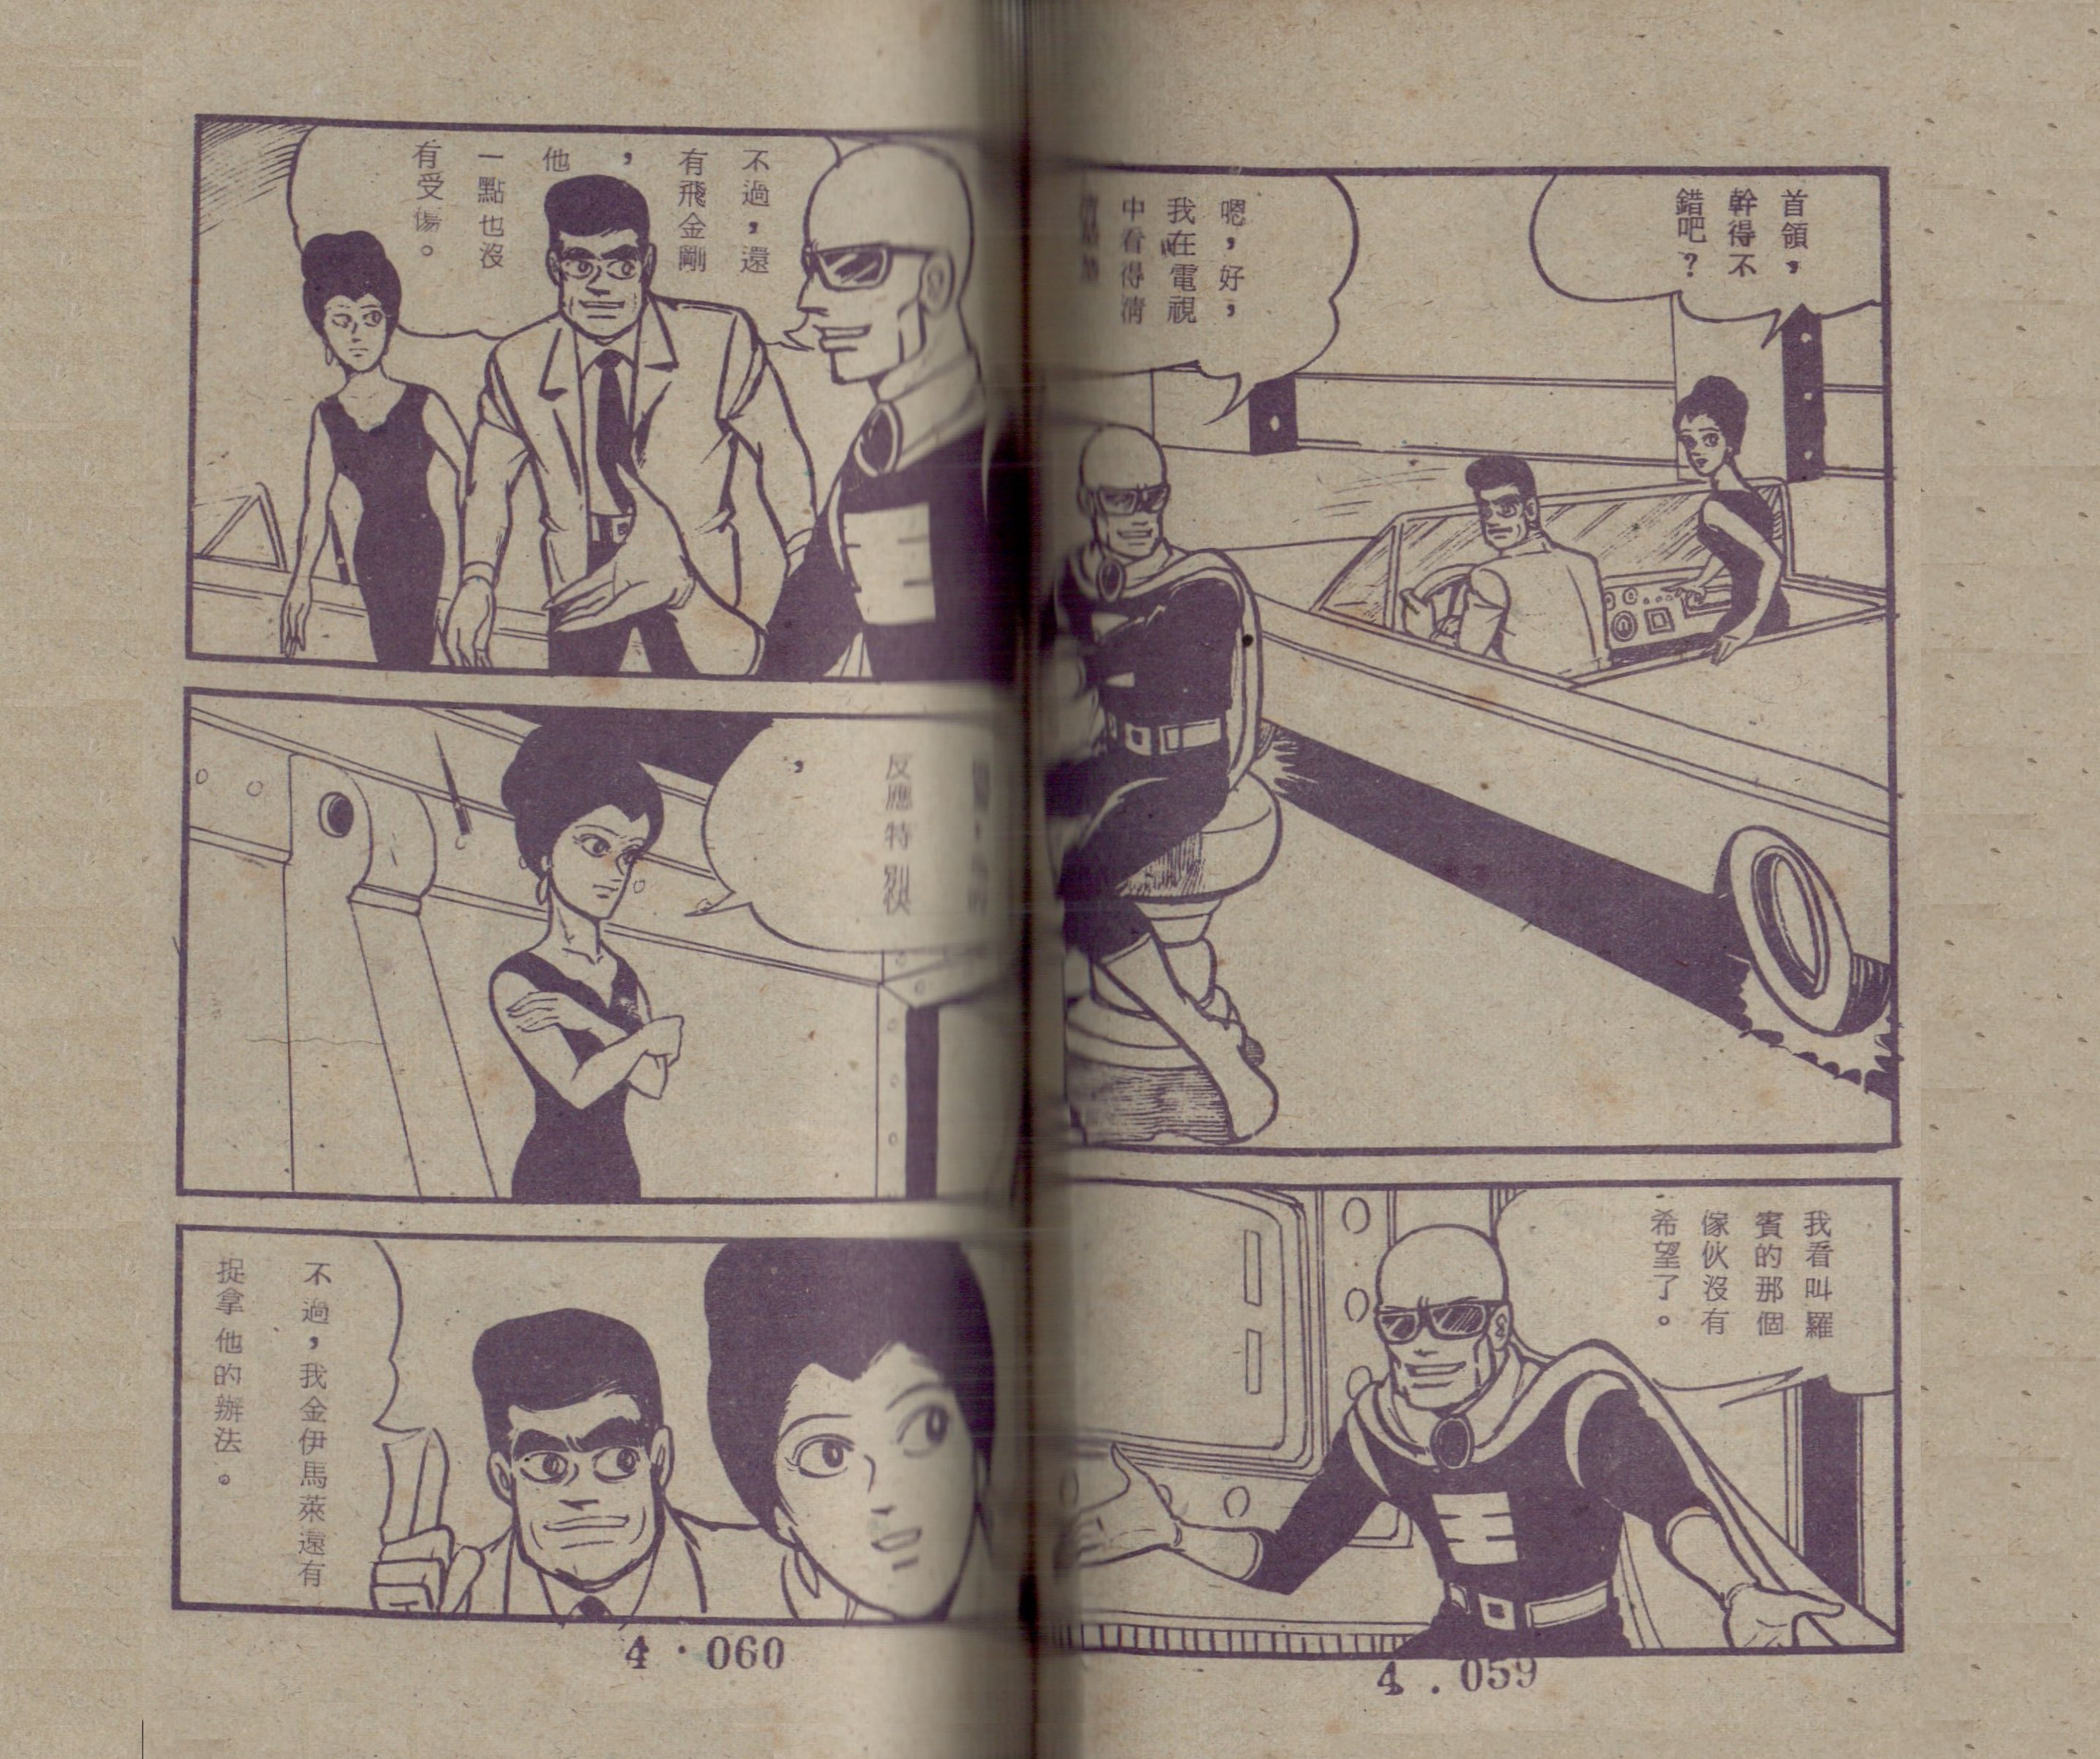 首領，
幹得不
錯吧？
嗯，好，
我在電視
中看得清
我看叫羅
賓的那個
傢伙沒有
希望了。
4.059
不過，還
有飛金剛
，
他
一點也沒
有受傷。
反應特別快
，
不過，我金伊馬萊還有
捉拿他的辦法。
4·060